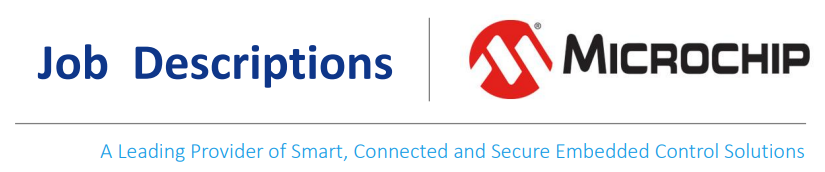 Job Descriptions
MICROCHIP
A Leading Provider of Smart, Connected and Secure Embedded Control Solutions